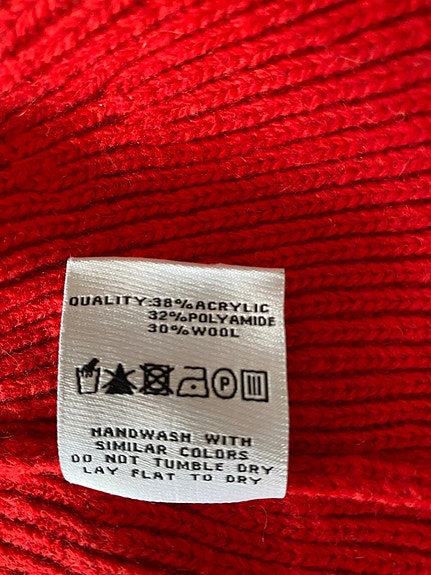 QUALITY:38%ACRYLIC
32%POLYAMIDE
30%WOOL
P
HANDWASH WITH
SIMILAR COLORS
DO NOT TUMBLE DRY
LAY FLAT TO DRY